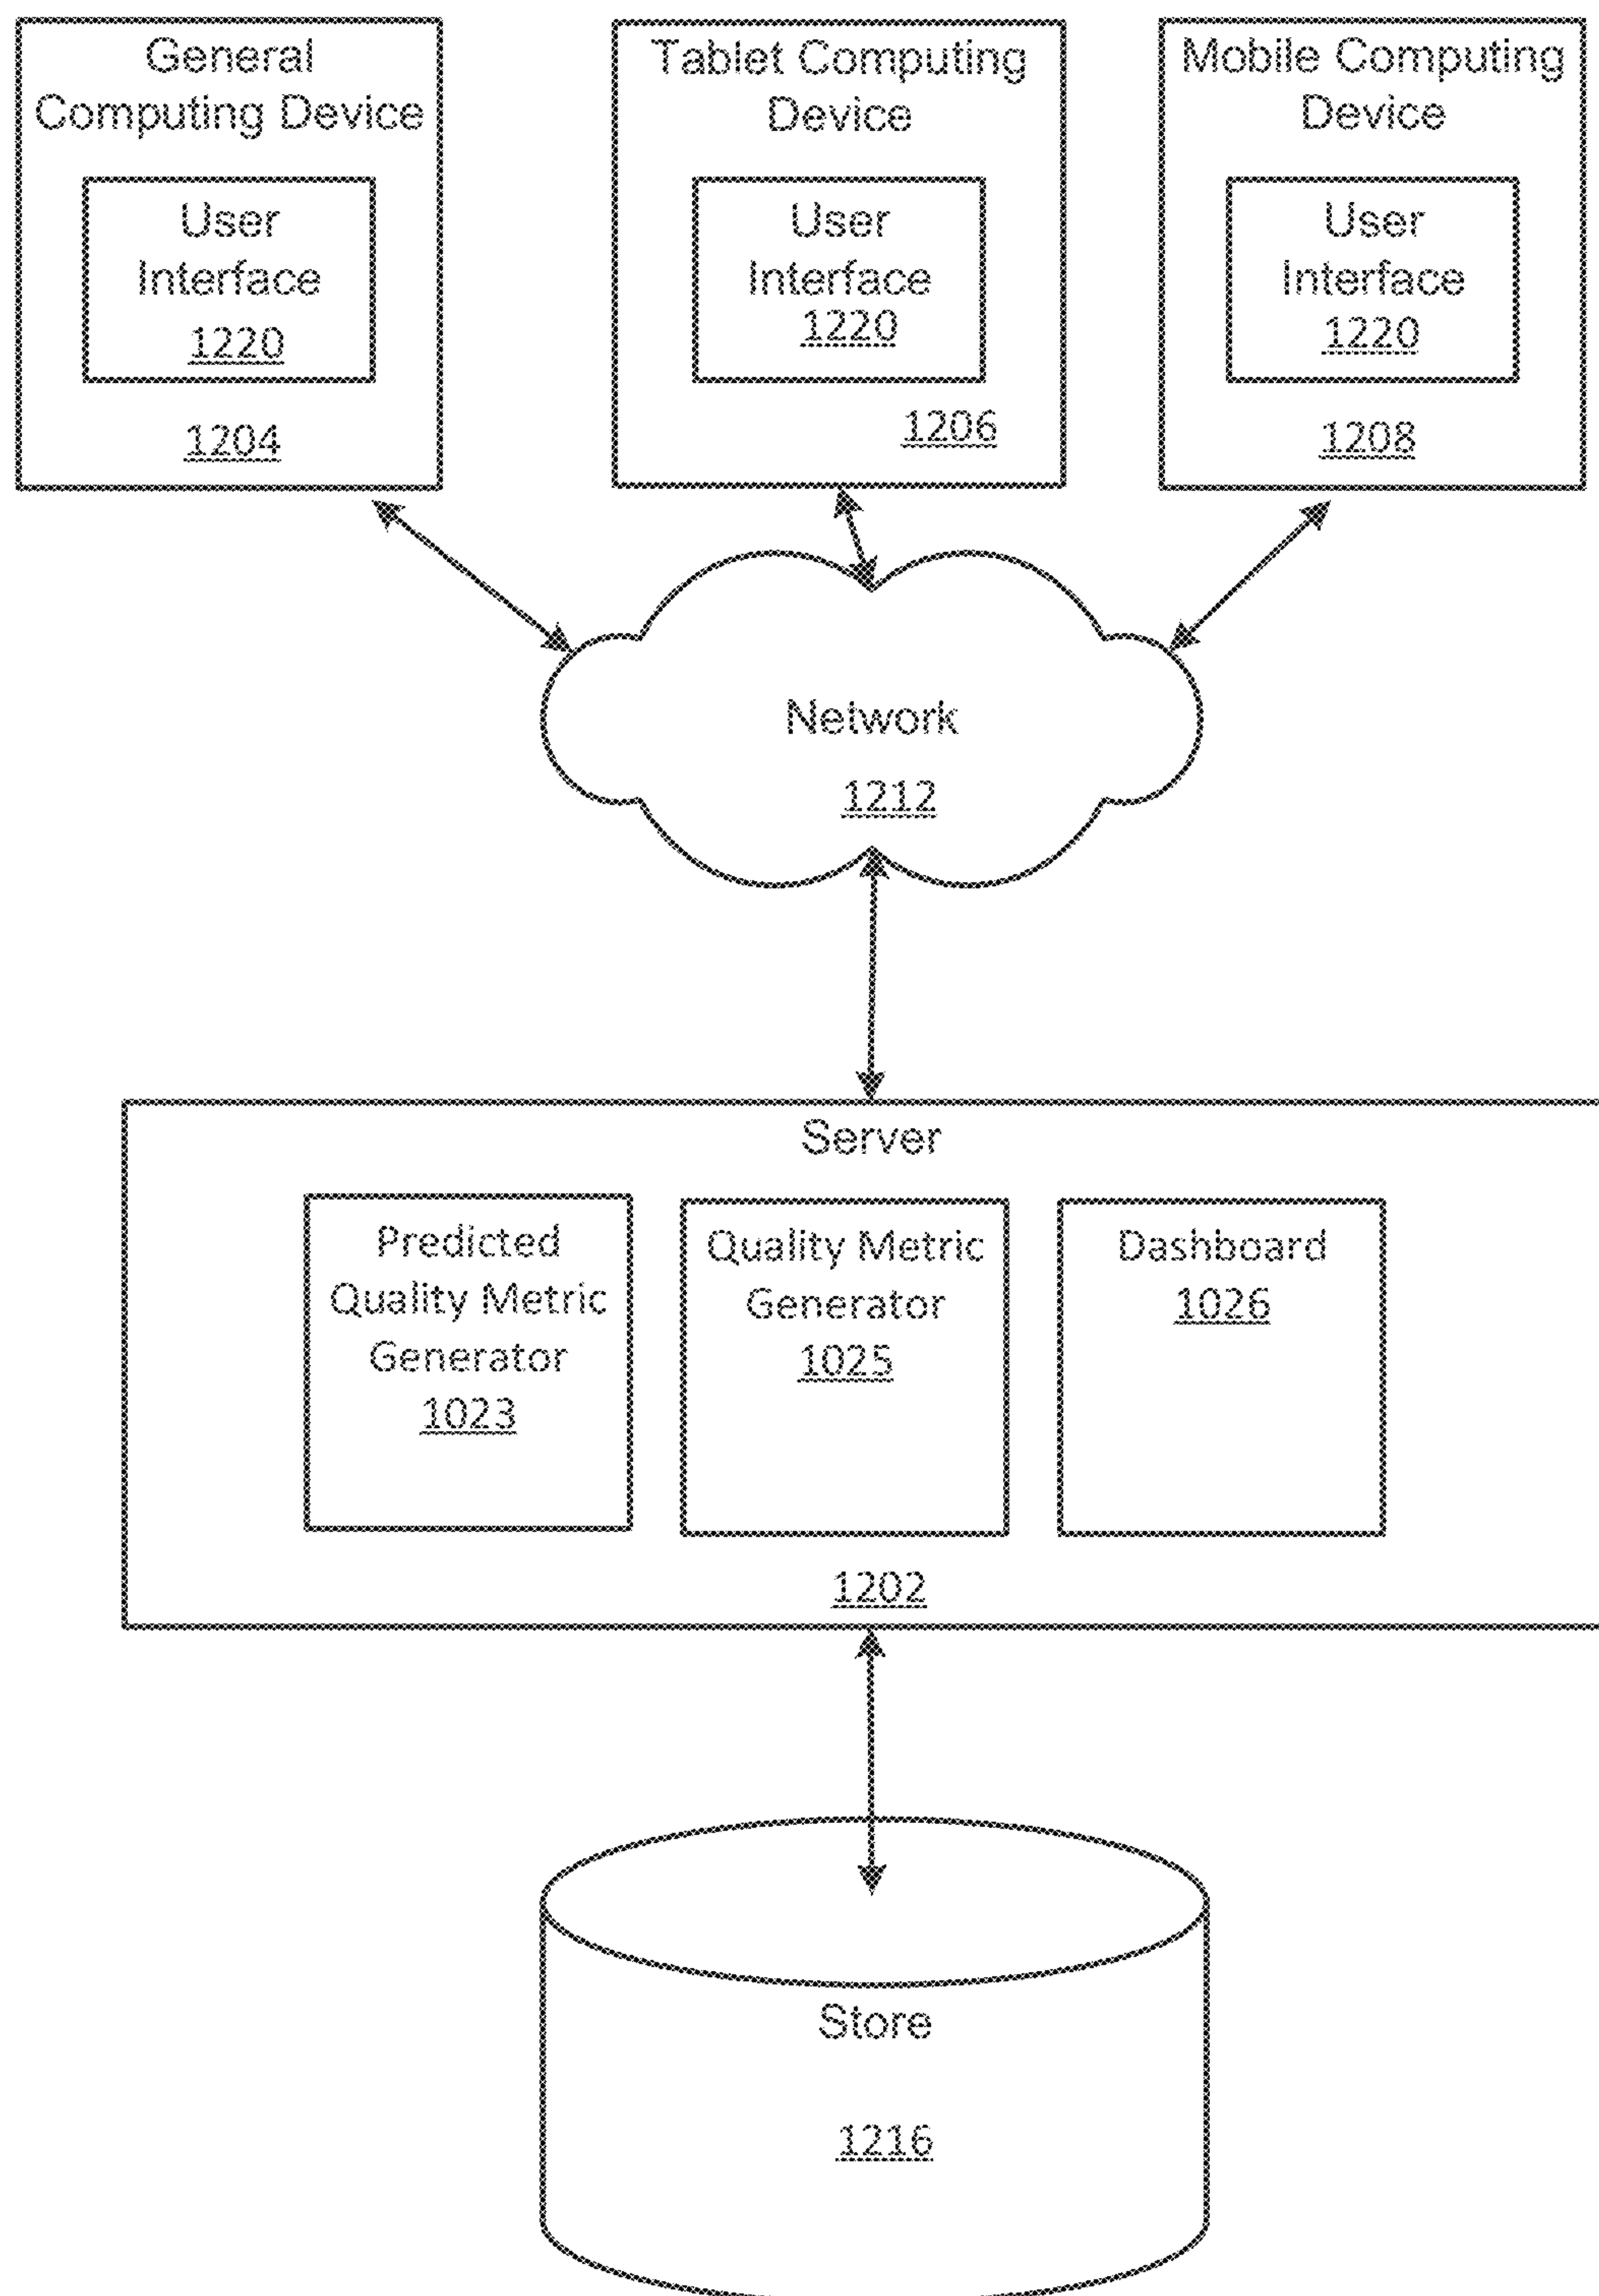 General
Computing Device
User
Interface
1220
1204
Tablet Computing
Device
User
Interface
1220
1206
Mobile Computing
Device
User
Interface
1220
1208
Network
1212
Server
Predicted
Quality Metric
Generator
1023
Quality Metric
Generator
1025
Dashboard
1026
1202
Store
1216